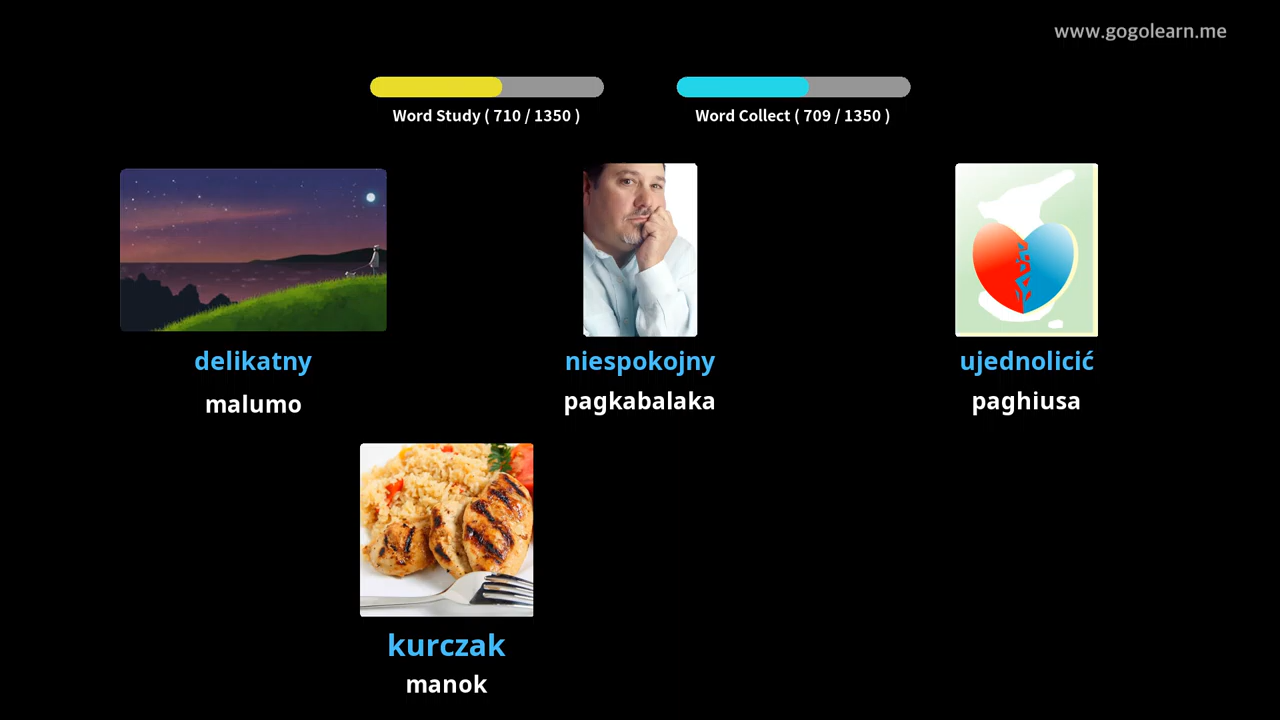 www.gogolearn.me
Word Study ( 710 / 1350 )
Word Collect ( 709 / 1350 )
delikatny
malumo
niespokojny
pagkabalaka
ujednolicić
paghiusa
kurczak
manok